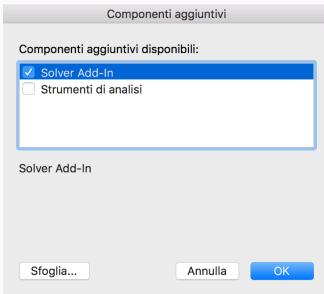 Componenti aggiuntivi
Componenti aggiuntivi disponibili:
Solver Add-In
Strumenti di analisi
Solver Add-In
Sfoglia... Annulla OK